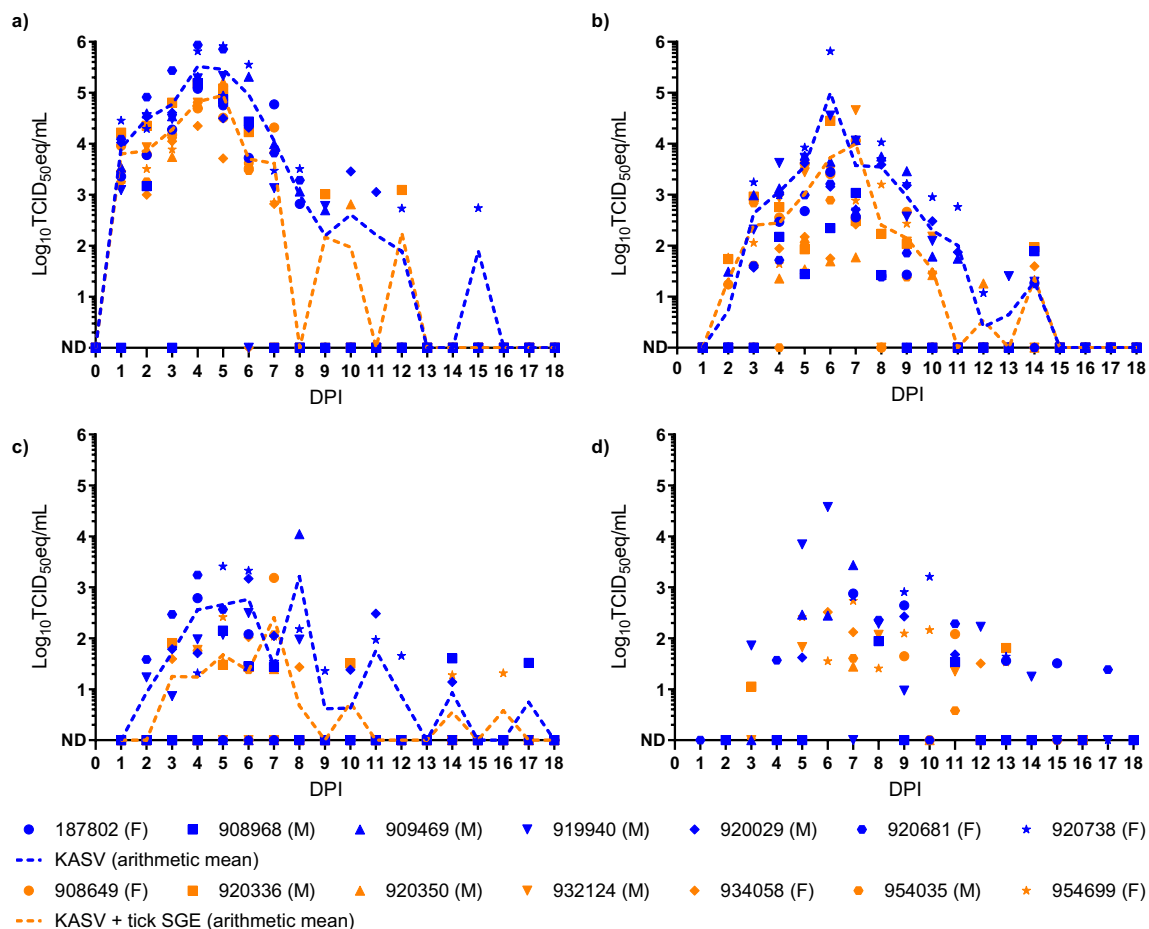 a)
Log10TCID50eq/mL
6
5
4
3
2
1
ND
0 1 2 3 4 5 6 7 8 9 10 11 12 13 14 15 16 17 18
DPI
b)
Log10TCID50eq/mL
6
5
4
3
2
1
ND
0 1 2 3 4 5 6 7 8 9 10 11 12 13 14 15 16 17 18
DPI
c)
Log10TCID50eq/mL
6
5
4
3
2
1
ND
0 1 2 3 4 5 6 7 8 9 10 11 12 13 14 15 16 17 18
DPI
d)
Log10TCID50eq/mL
6
5
4
3
2
1
ND
0 1 2 3 4 5 6 7 8 9 10 11 12 13 14 15 16 17 18
DPI
187802 (F) 908968 (M) 909469 (M) 919940 (M) 920029 (M) 920681 (F) 920738 (F)
KASV (arithmetic mean)
908649 (F) 920336 (M) 920350 (M) 932124 (M) 934058 (F) 954035 (M) 954699 (F)
KASV + tick SGE (arithmetic mean)